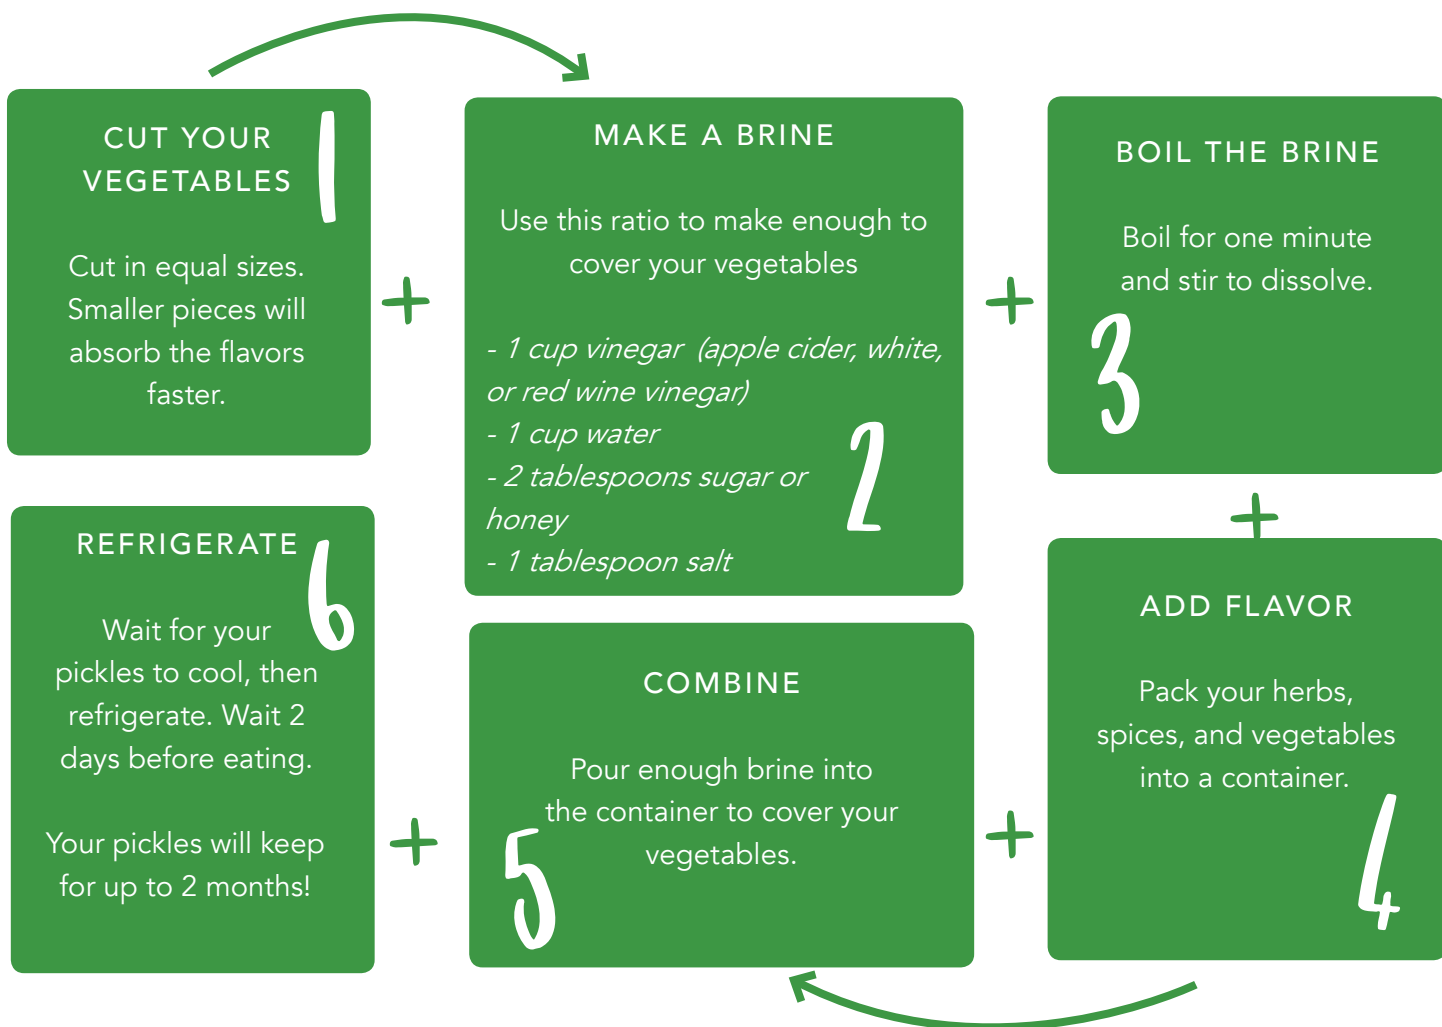 CUT YOUR
VEGETABLES
1
Cut in equal sizes.
Smaller pieces will
absorb the flavors
faster.
+
MAKE A BRINE
Use this ratio to make enough to
cover your vegetables
- 1 cup vinegar (apple cider, white,
or red wine vinegar)
- 1 cup water
- 2 tablespoons sugar or
honey
- 1 tablespoon salt
2
+
BOIL THE BRINE
Boil for one minute
and stir to dissolve.
3
+
ADD FLAVOR
Pack your herbs,
spices, and vegetables
into a container.
4
+
COMBINE
Pour enough brine into
the container to cover your
vegetables.
5
+
REFRIGERATE
6
Wait for your
pickles to cool, then
refrigerate. Wait 2
days before eating.
Your pickles will keep
for up to 2 months!